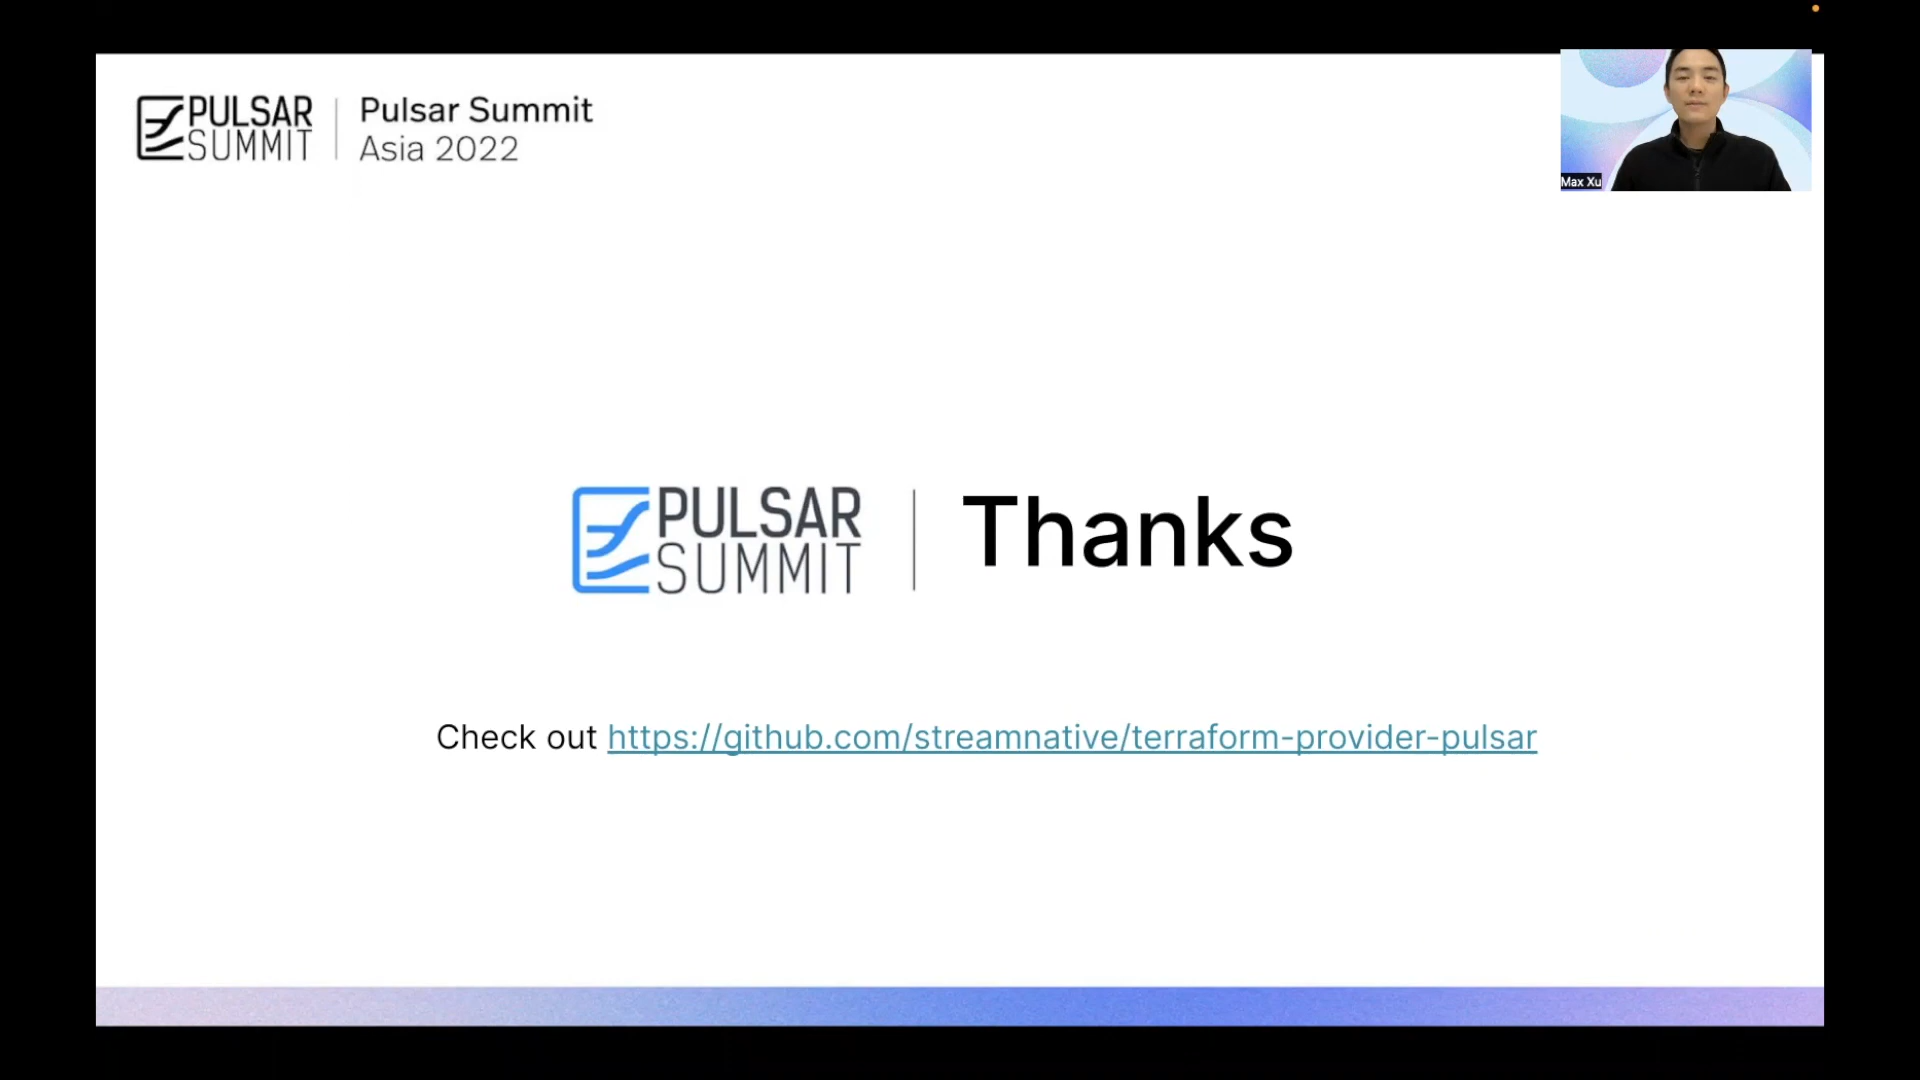 PULSAR
SUMMIT
Pulsar Summit
Asia 2022
Max Xu
PULSAR
SUMMIT
Thanks
Check out https://github.com/streamnative/terraform-provider-pulsar